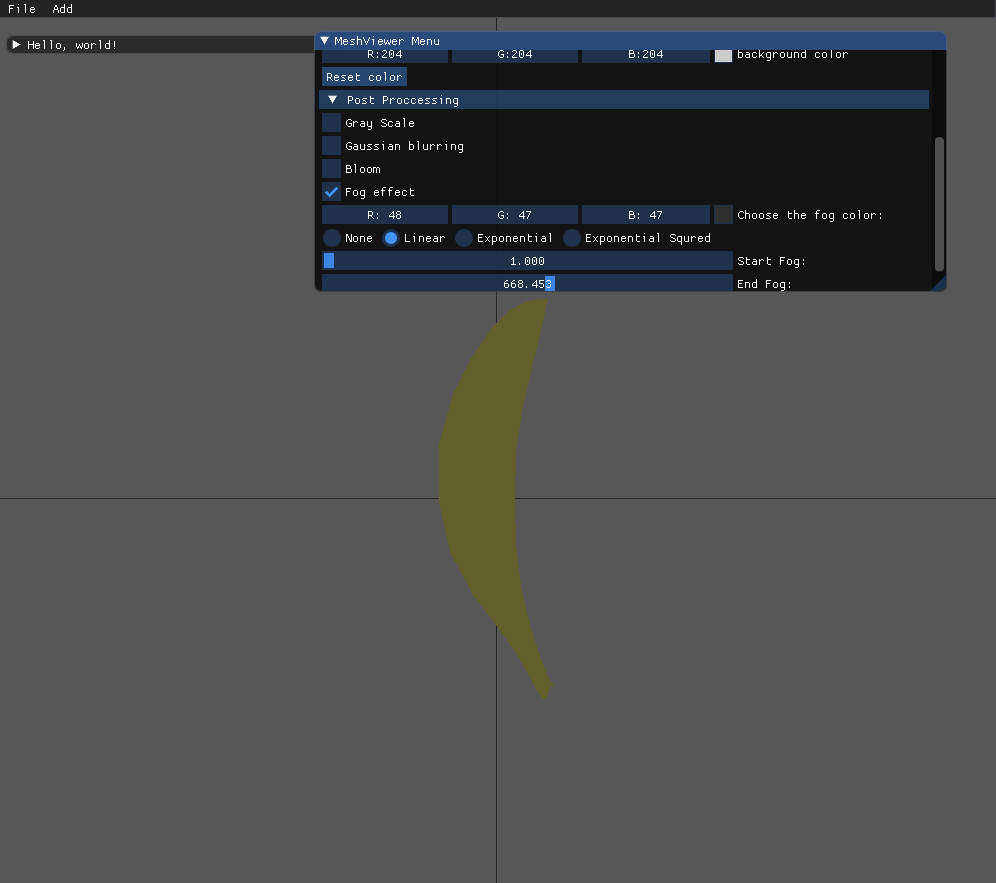 File Add
Hello, world!
MeshViewer Menu
R:204 G:204 B:204 background color
Reset color
Post Proccessing
Gray Scale
Gaussian blurring
Bloom
Fog effect
R: 48 G: 47 B: 47 Choose the fog color:
None Linear Exponential Exponential Squred
1.000 Start Fog:
668.453 End Fog: